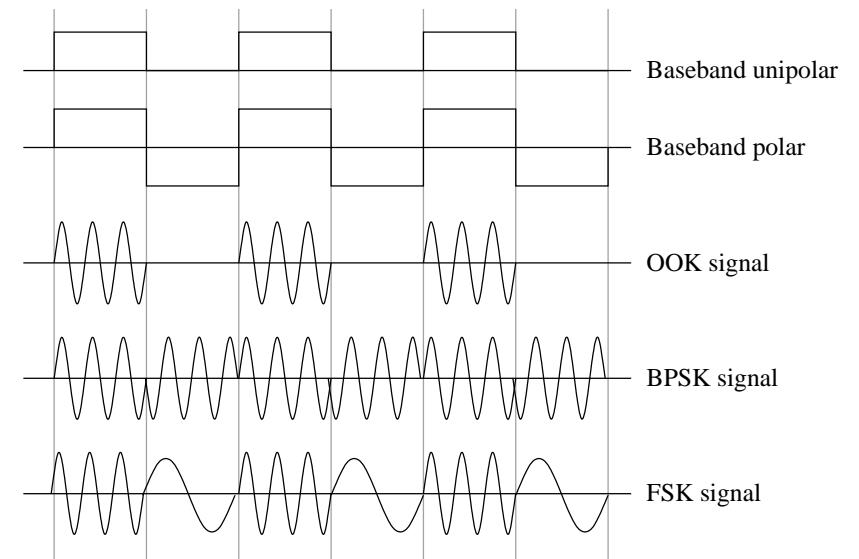 Baseband unipolar
Baseband polar
OOK signal
BPSK signal
FSK signal